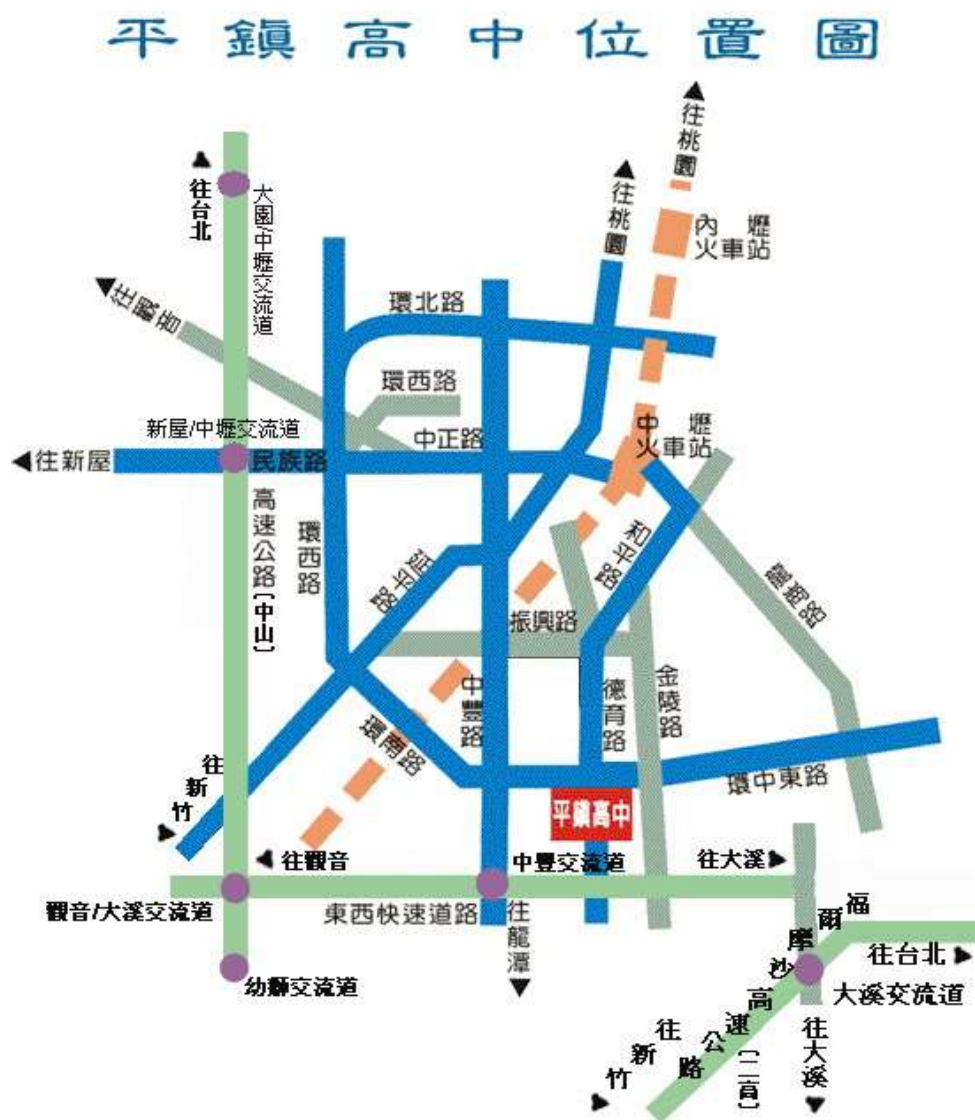 平鎮高中位置圖
往桃園
往桃園
內壢
火車站
往台北
大園/中壢交流道
往觀音
環北路
環西路
新屋/中壢交流道
中正路
中壢
火車站
往新屋
民族路
高速公路(中山)
環西路
延平路
和平路
振興路
中豐路
德育路
金陵路
環南路
環中東路
往新竹
平鎮高中
往觀音
中豐交流道
往大溪
觀音/大溪交流道
東西快速道路
往龍潭
幼獅交流道
福爾摩沙高速公路(二高)
往台北
大溪交流道
往新竹
往大溪